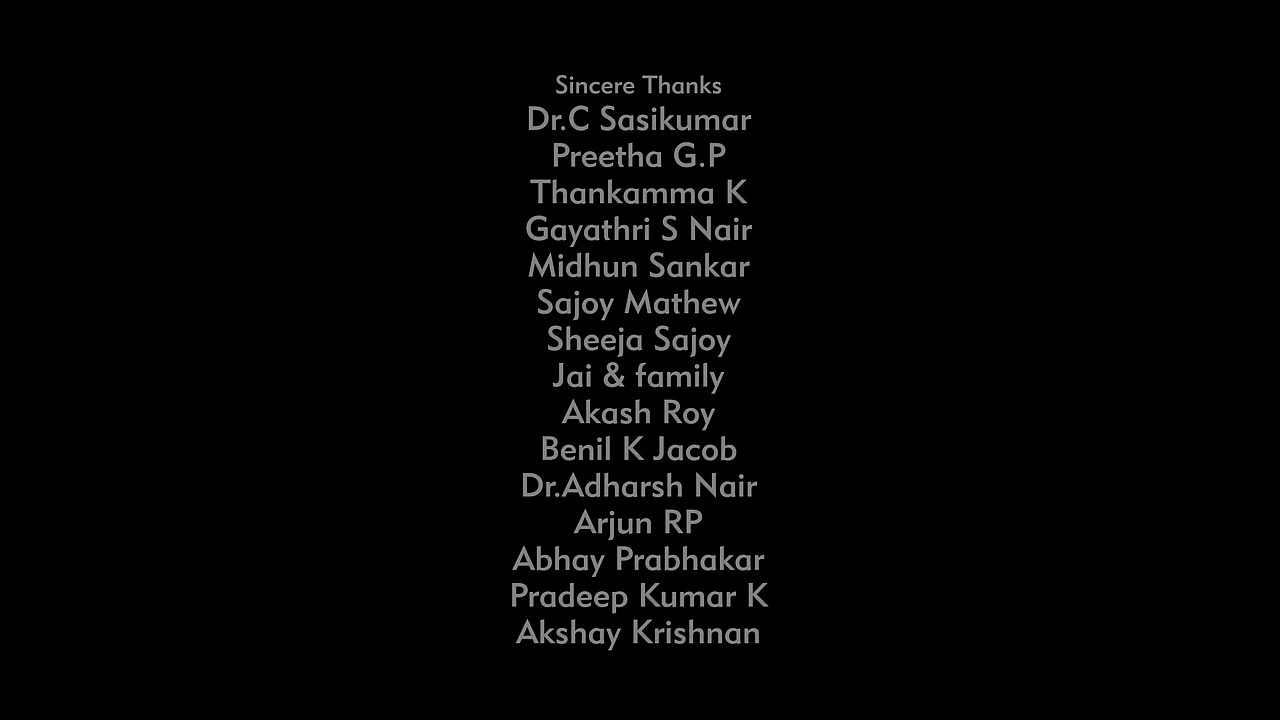 Sincere Thanks
Dr.C Sasikumar
Preetha G.P
Thankamma K
Gayathri S Nair
Midhun Sankar
Sajoy Mathew
Sheeja Sajoy
Jai & family
Akash Roy
Benil K Jacob
Dr.Adharsh Nair
Arjun RP
Abhay Prabhakar
Pradeep Kumar K
Akshay Krishnan